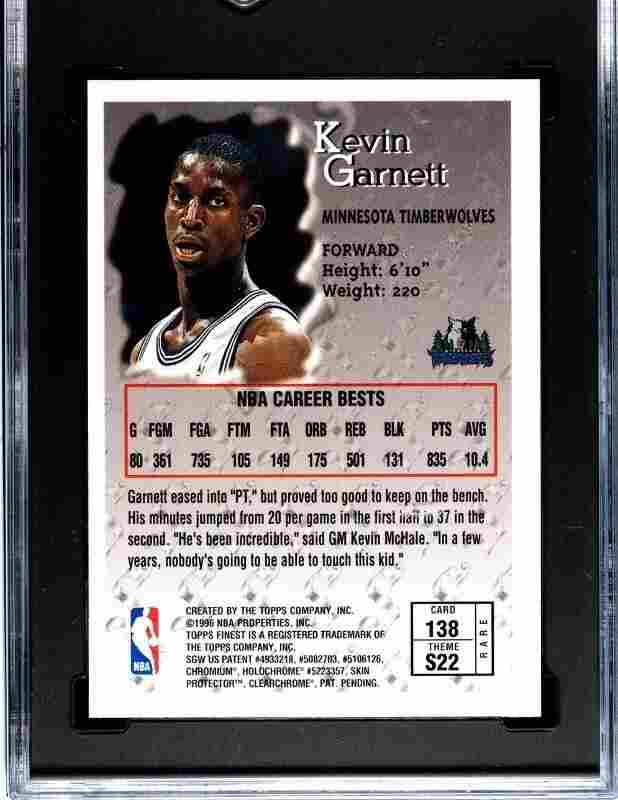 Kevin
Garnett
MINNESOTA TIMBERWOLVES
FORWARD
Height: 6'10"
Weight: 220
NBA CAREER BESTS
G FGM FGA FTM FTA ORB REB BLK PTS AVG
80 361 735 105 149 175 501 131 835 10.4
Garnett eased into "PT," but proved too good to keep on the bench.
His minutes jumped from 20 per game in the first half to 37 in the
second. "He's been incredible," said GM Kevin McHale. "In a few
years, nobody's going to be able to touch this kid."
CREATED BY THE TOPPS COMPANY, INC.
©1996 NBA PROPERTIES, INC.
TOPPS FINEST IS A REGISTERED TRADEMARK OF
THE TOPPS COMPANY, INC.
SGW US PATENT #4933218, #5082703, #5106126,
CHROMIUM®, HOLOCHROME® #5223357, SKIN
PROTECTOR™, CLEARCHROME®, PAT. PENDING.
NBA
CARD
138
THEME
S22
RARE